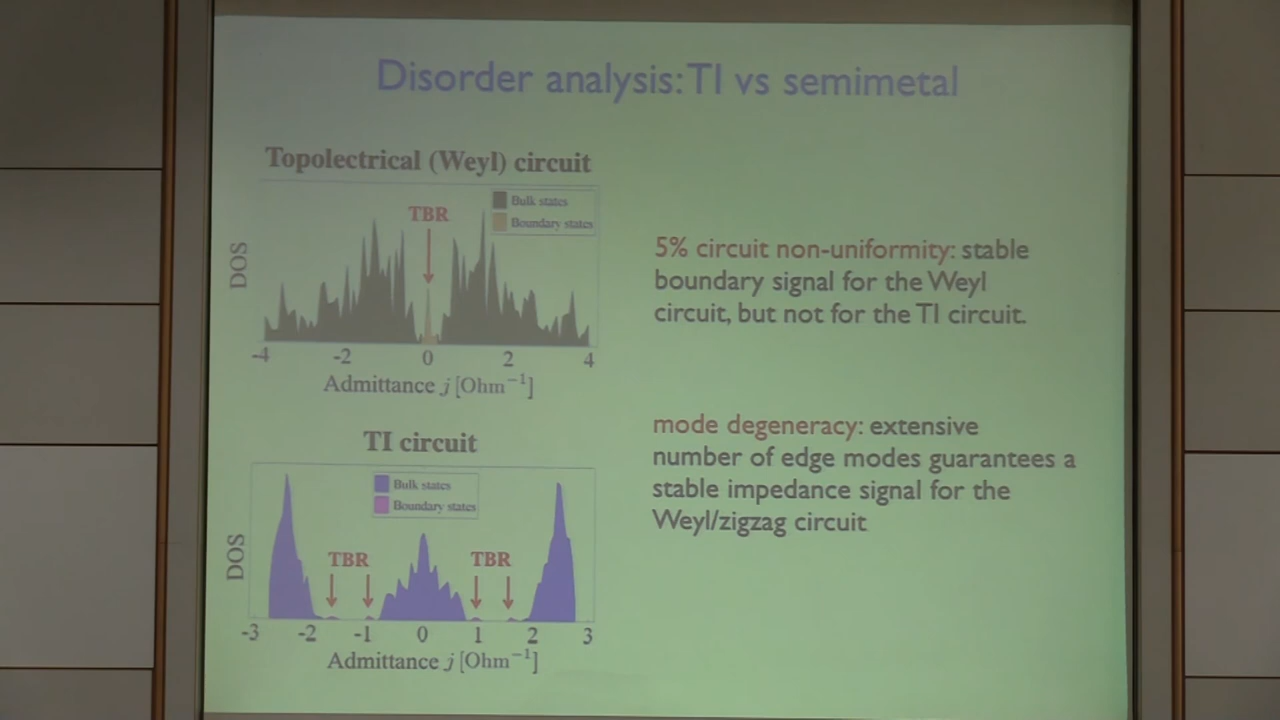 Disorder analysis: TI vs semimetal
Topolectrical (Weyl) circuit
Bulk states
Boundary states
TBR
DOS
-4 -2 0 2 4
Admittance j [Ohm⁻¹]
5% circuit non-uniformity: stable
boundary signal for the Weyl
circuit, but not for the TI circuit.
mode degeneracy: extensive
number of edge modes guarantees a
stable impedance signal for the
Weyl/zigzag circuit
TI circuit
Bulk states
Boundary states
TBR TBR
DOS
-3 -2 -1 0 1 2 3
Admittance j [Ohm⁻¹]